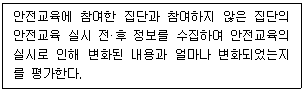 안전교육에 참여한 집단과 참여하지 않은 집단의
안전교육 실시 전·후 정보를 수집하여 안전교육의
실시로 인해 변화된 내용과 얼마나 변화되었는지
를 평가한다.